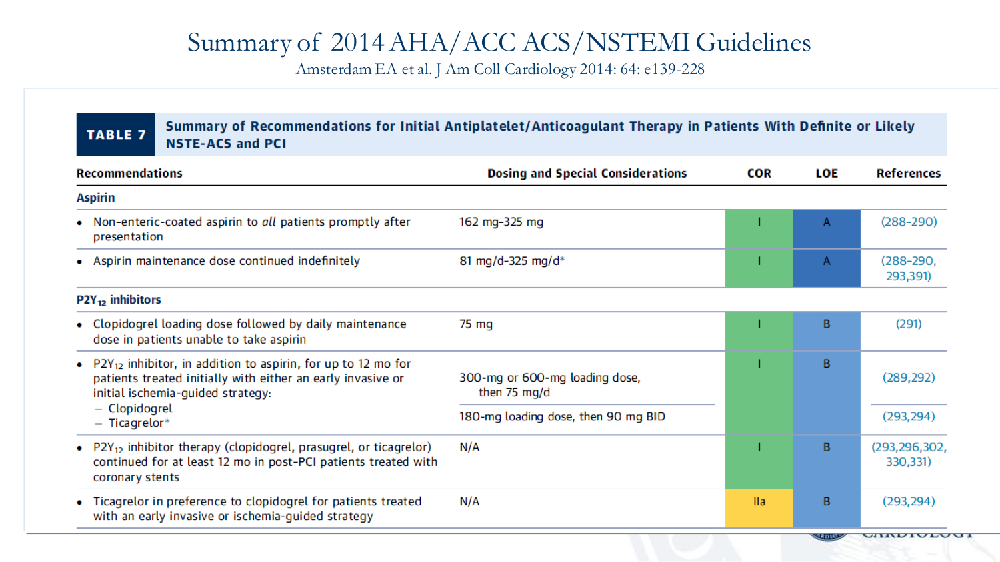 Summary of 2014 AHA/ACC ACS/NSTEMI Guidelines
Amsterdam EA et al. J Am Coll Cardiology 2014: 64: e139-228
TABLE 7
Summary of Recommendations for Initial Antiplatelet/Anticoagulant Therapy in Patients With Definite or Likely
NSTE-ACS and PCI
Recommendations Dosing and Special Considerations COR LOE References
Aspirin
• Non-enteric-coated aspirin to all patients promptly after 162 mg–325 mg I A (288–290)
presentation
• Aspirin maintenance dose continued indefinitely 81 mg/d–325 mg/d* I A (288–290,
293,391)
P2Y₁₂ inhibitors
• Clopidogrel loading dose followed by daily maintenance 75 mg I B (291)
dose in patients unable to take aspirin
• P2Y₁₂ inhibitor, in addition to aspirin, for up to 12 mo for I B
patients treated initially with either an early invasive or 300-mg or 600-mg loading dose, (289,292)
initial ischemia-guided strategy: then 75 mg/d
– Clopidogrel
– Ticagrelor* 180-mg loading dose, then 90 mg BID (293,294)
• P2Y₁₂ inhibitor therapy (clopidogrel, prasugrel, or ticagrelor) N/A I B (293,296,302,
continued for at least 12 mo in post–PCI patients treated with 330,331)
coronary stents
• Ticagrelor in preference to clopidogrel for patients treated N/A IIa B (293,294)
with an early invasive or ischemia-guided strategy
CARDIOLOGY